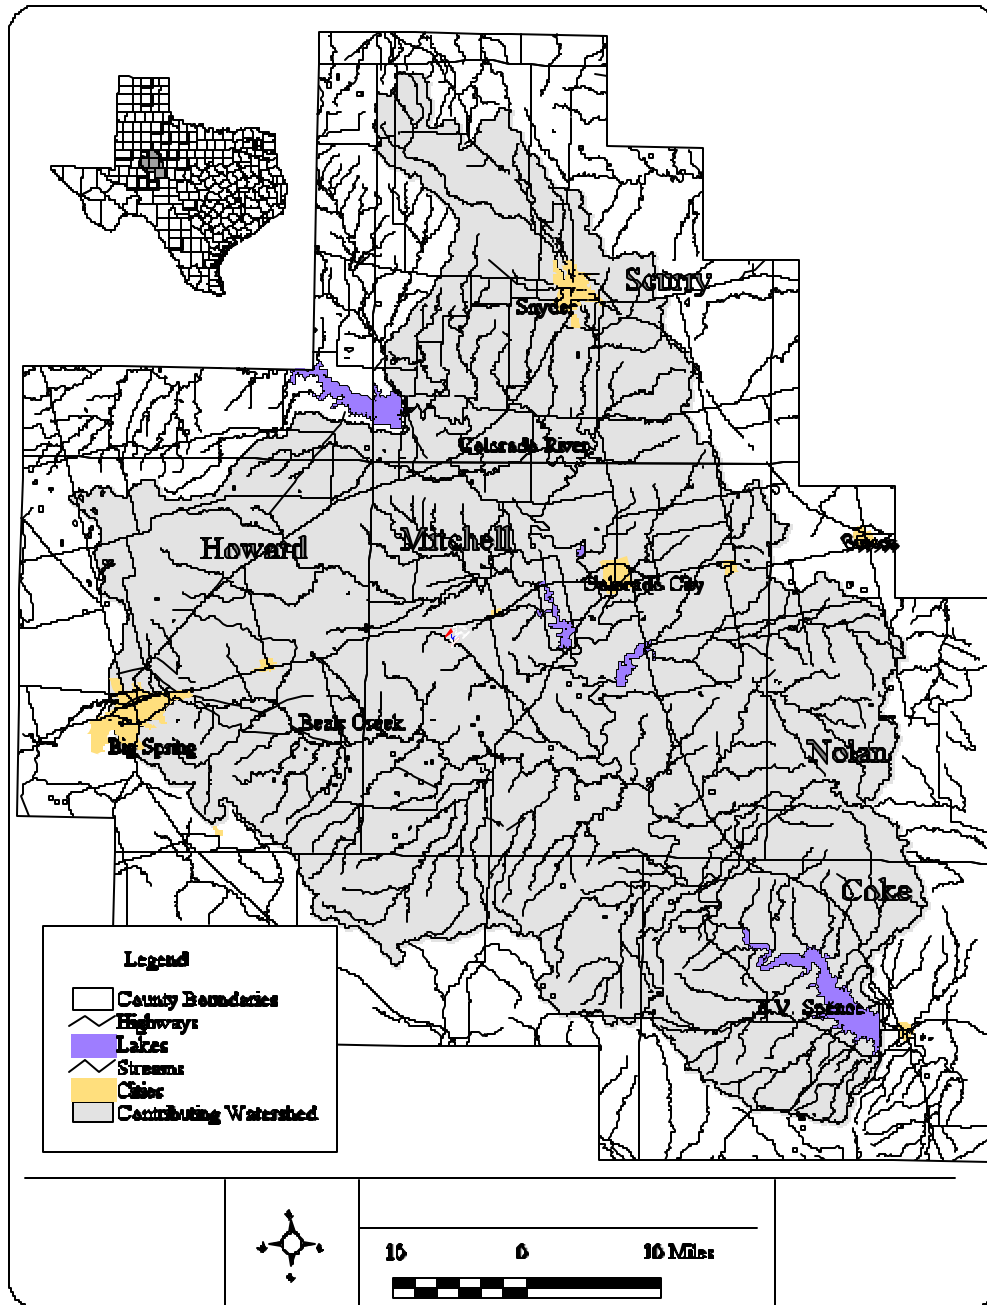 Scurry
Snyder
Colorado River
Howard
Mitchell
Colorado City
Beals Creek
Big Spring
Nolan
Coke
E.V. Spence
Legend
County Boundaries
Highways
Lakes
Streams
Cities
Contributing Watershed
10 0 10 Miles